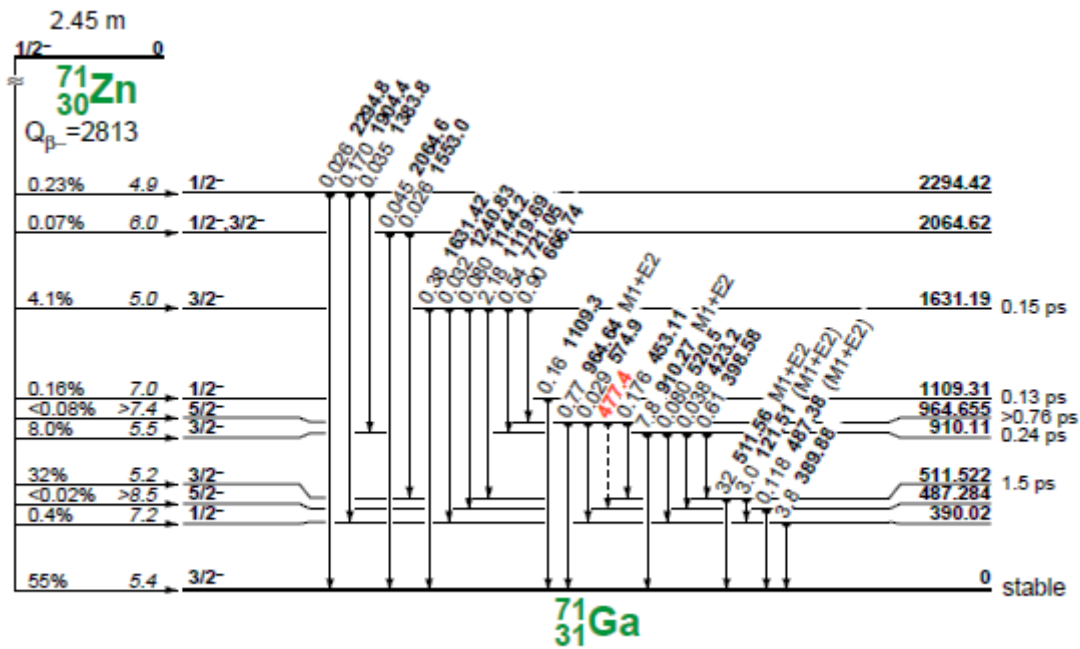 2.45 m
1/2⁻ 0
71
30 Zn
Qβ₋=2813
0.026 2294.8
0.170 1904.4
0.035 1383.8
0.045 2064.6
0.026 1553.0
0.38 1631.42
0.032 1240.83
0.080 1144.2
2.18 1119.69
0.54 721.05
0.90 666.74
0.16 1109.3
0.77 964.64 M1+E2
0.029 574.9
477.4
0.176 453.11
7.8 910.27 M1+E2
0.080 520.5
0.038 423.2
0.61 398.58
32 511.56 M1+E2
3.0 121.51 (M1+E2)
0.118 487.38 (M1+E2)
3.8 389.88
0.23% 4.9 1/2⁻ 2294.42
0.07% 6.0 1/2⁻,3/2⁻ 2064.62
4.1% 5.0 3/2⁻ 1631.19 0.15 ps
0.16% 7.0 1/2⁻ 1109.31 0.13 ps
<0.08% >7.4 5/2⁻ 964.655 >0.76 ps
8.0% 5.5 3/2⁻ 910.11 0.24 ps
32% 5.2 3/2⁻ 511.522 1.5 ps
<0.02% >8.5 5/2⁻ 487.284
0.4% 7.2 1/2⁻ 390.02
55% 5.4 3/2⁻ 0 stable
71
31 Ga